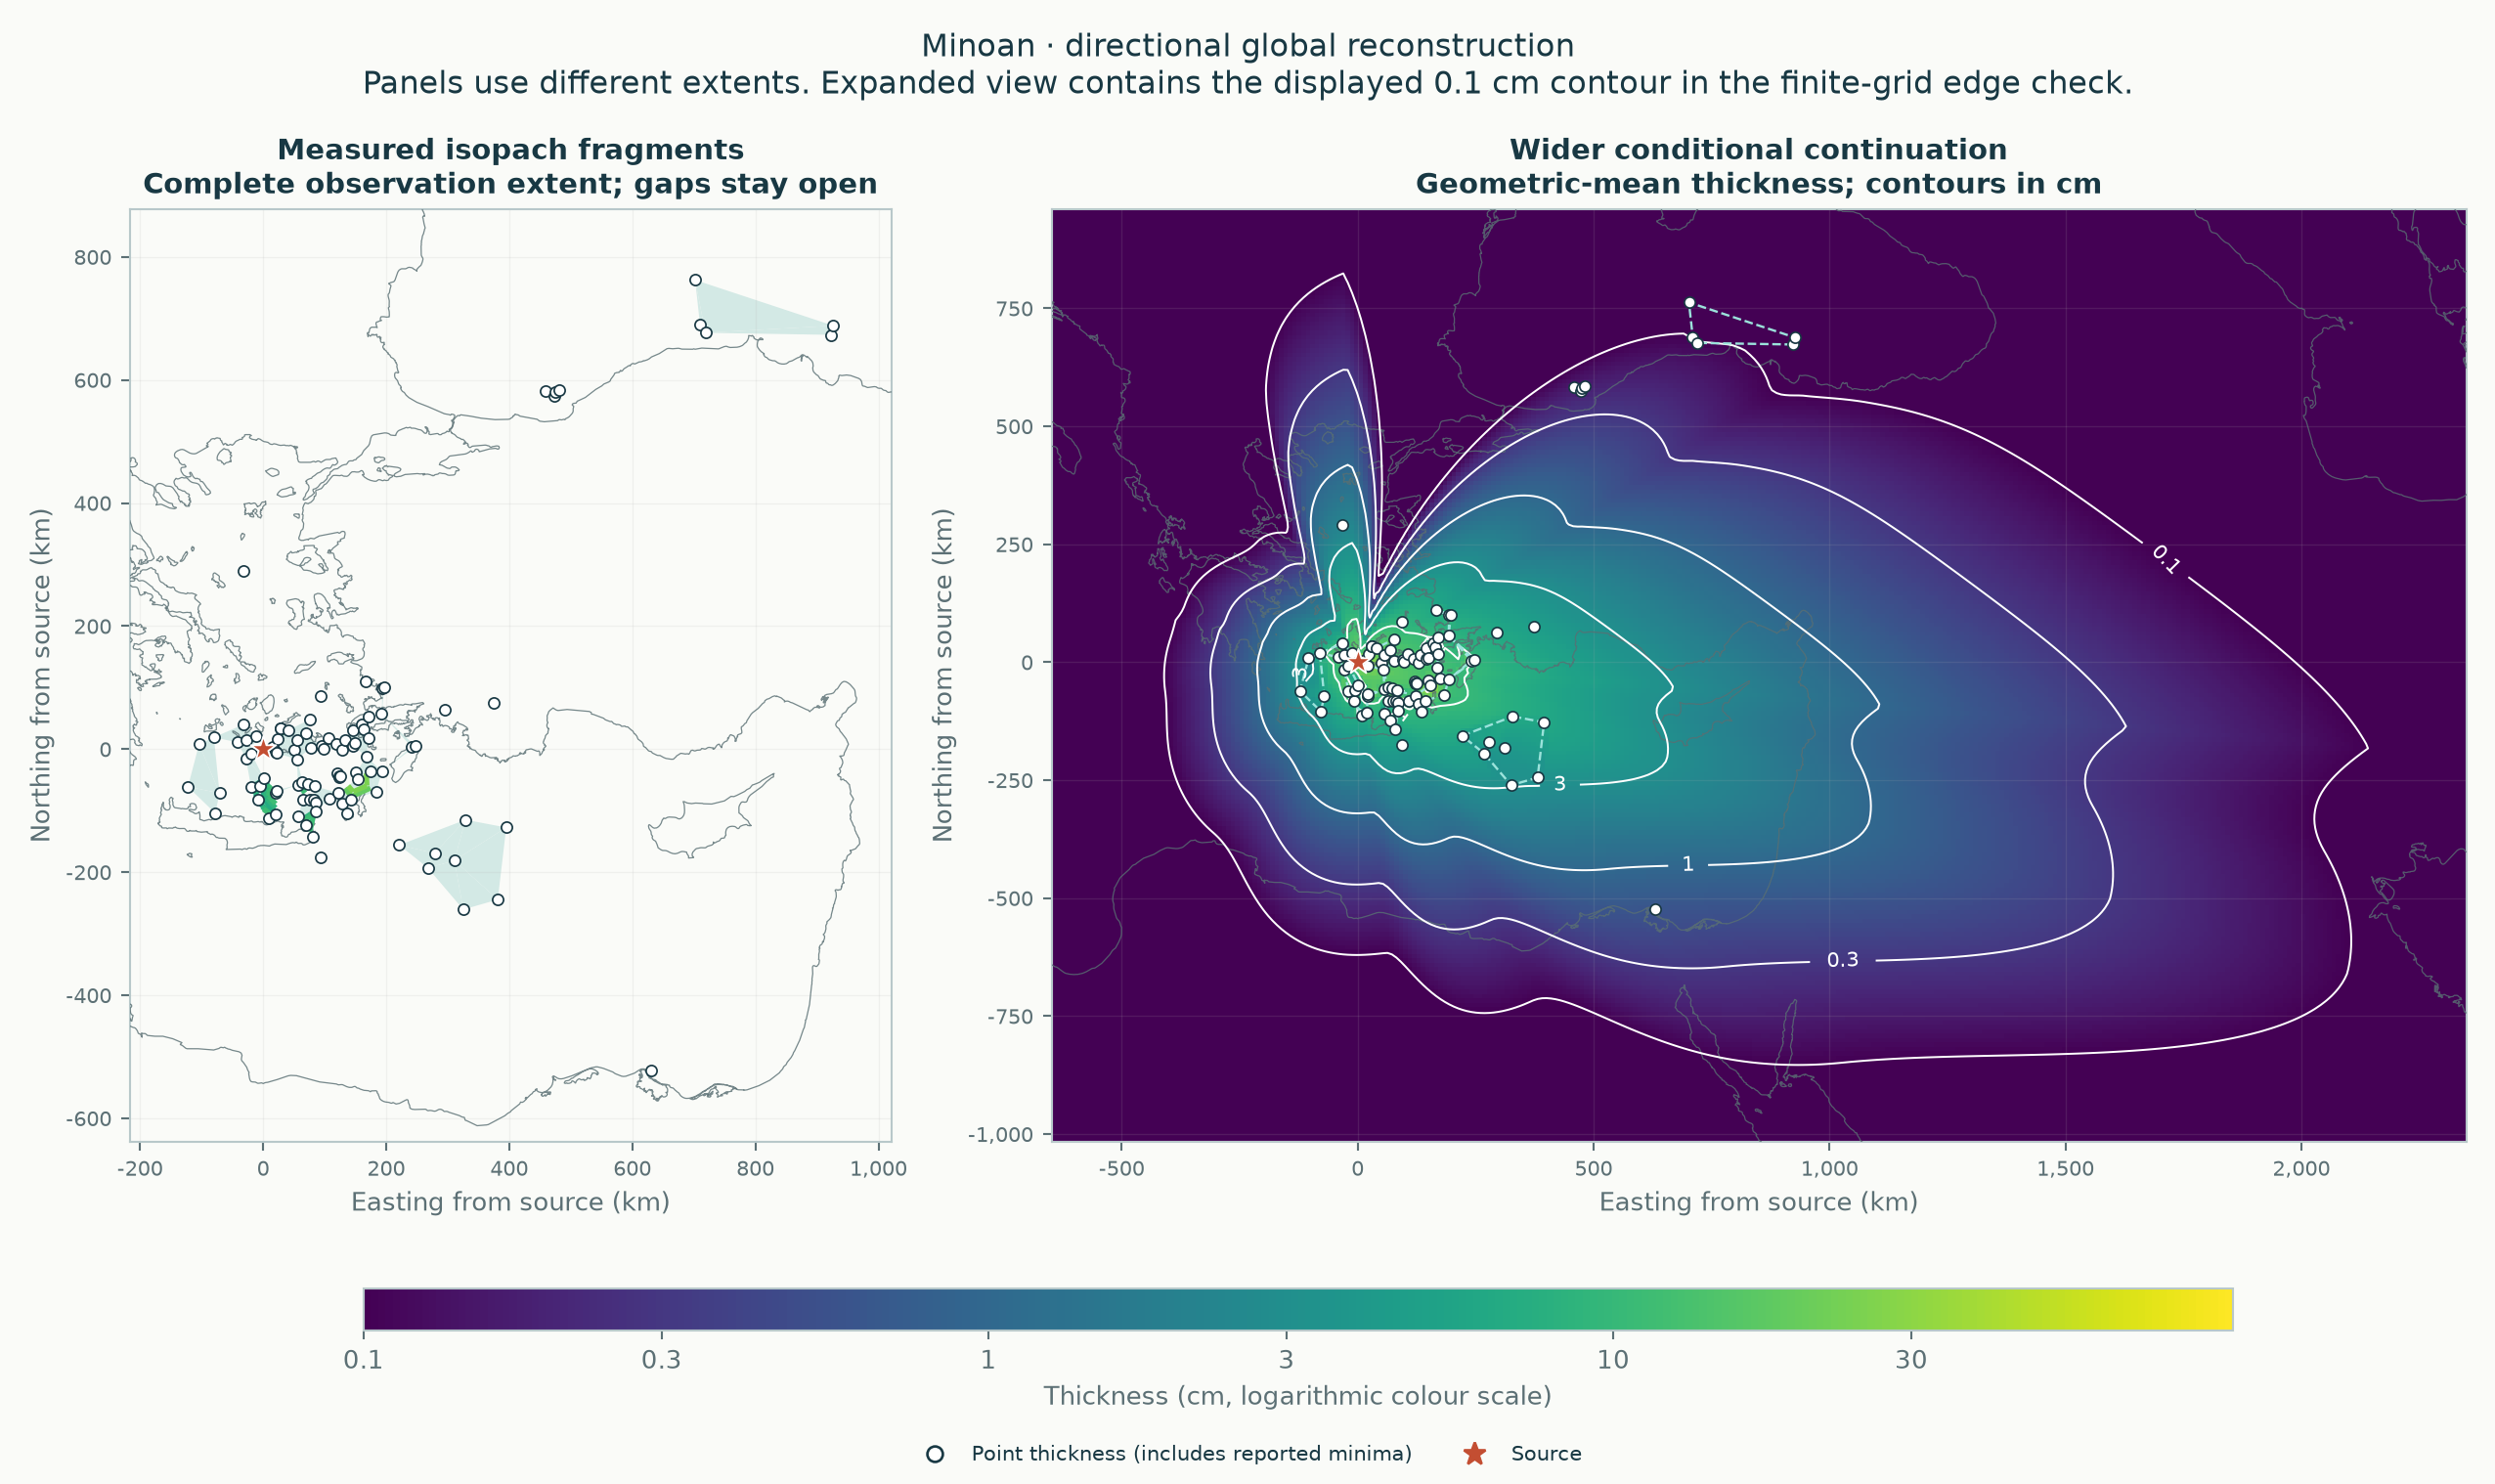 Minoan · directional global reconstruction
Panels use different extents. Expanded view contains the displayed 0.1 cm contour in the finite-grid edge check.
Measured isopach fragments
Complete observation extent; gaps stay open
800
600
400
200
0
-200
-400
-600
Northing from source (km)
-200 0 200 400 600 800 1,000
Easting from source (km)
Wider conditional continuation
Geometric-mean thickness; contours in cm
750
500
250
0
-250
-500
-750
-1,000
Northing from source (km)
0.1
3
3
1
0.3
-500 0 500 1,000 1,500 2,000
Easting from source (km)
0.1 0.3 1 3 10 30
Thickness (cm, logarithmic colour scale)
Point thickness (includes reported minima)
Source